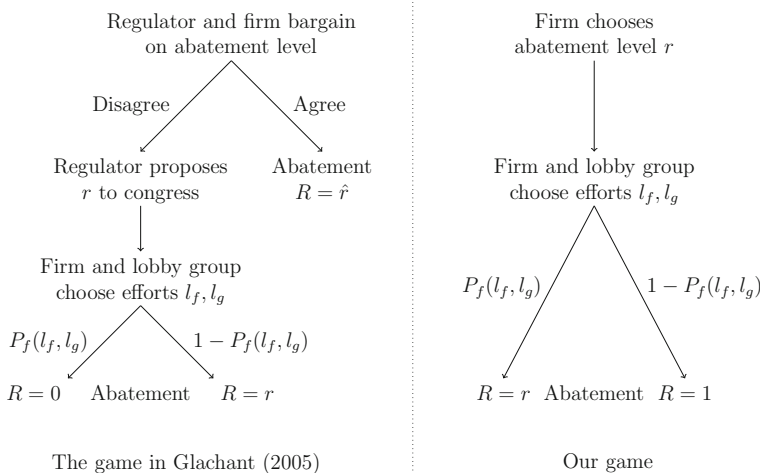 Regulator and firm bargain
on abatement level
Disagree
Agree
Regulator proposes
r to congress
Abatement
R = r̂
Firm and lobby group
choose efforts l_f, l_g
P_f(l_f, l_g)
1 − P_f(l_f, l_g)
R = 0
Abatement
R = r
The game in Glachant (2005)
Firm chooses
abatement level r
Firm and lobby group
choose efforts l_f, l_g
P_f(l_f, l_g)
1 − P_f(l_f, l_g)
R = r
Abatement
R = 1
Our game